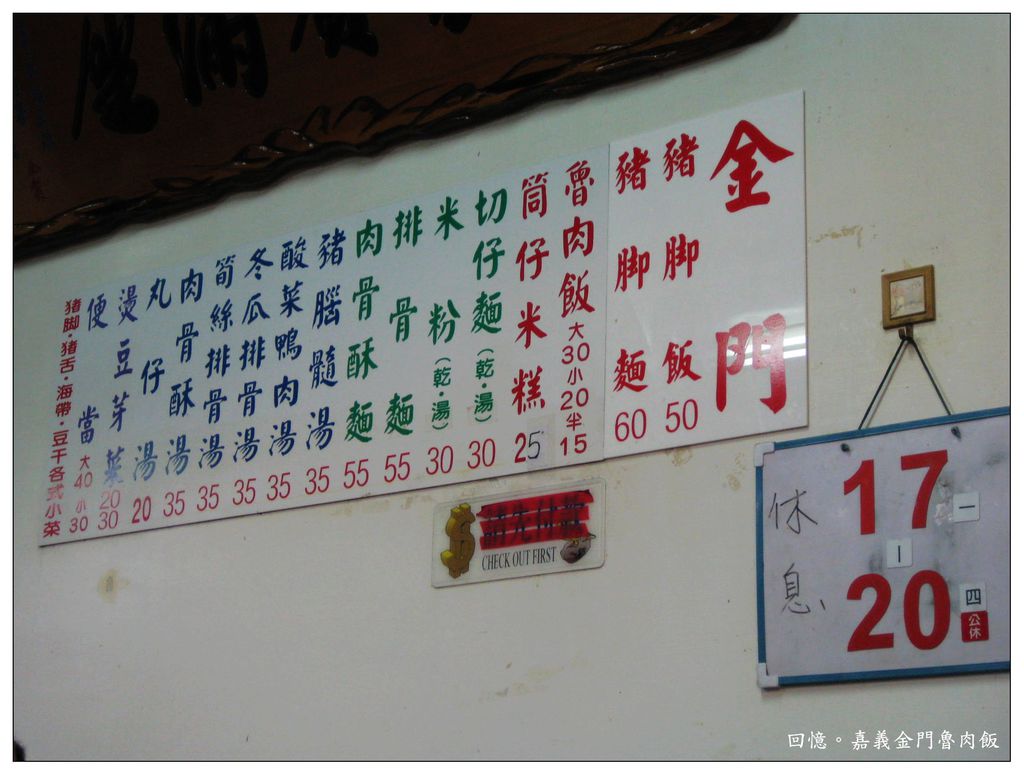 金門
豬腳飯 50
豬腳麵 60
魯肉飯 大30小20半15
筒仔米糕 25
切仔麵(乾·湯) 30
米粉(乾·湯) 30
排骨麵 55
肉骨酥麵 55
豬腦髓湯 35
酸菜鴨肉湯 35
冬瓜排骨湯 35
筍絲排骨湯 35
肉骨酥湯 35
丸仔湯 20
燙豆芽菜 20 30
便當 大40小30
豬腳·豬舌·海帶·豆干各式小菜
請先付款
CHECK OUT FIRST
休息
17 一
|
20 四
公休
回憶。嘉義金門魯肉飯